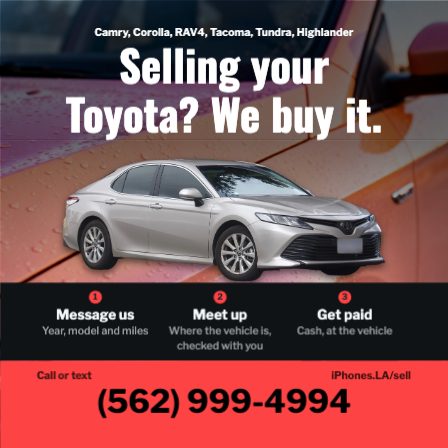 Camry, Corolla, RAV4, Tacoma, Tundra, Highlander
Selling your
Toyota? We buy it.
1
Message us
Year, model and miles
2
Meet up
Where the vehicle is,
checked with you
3
Get paid
Cash, at the vehicle
Call or text
iPhones.LA/sell
(562) 999-4994